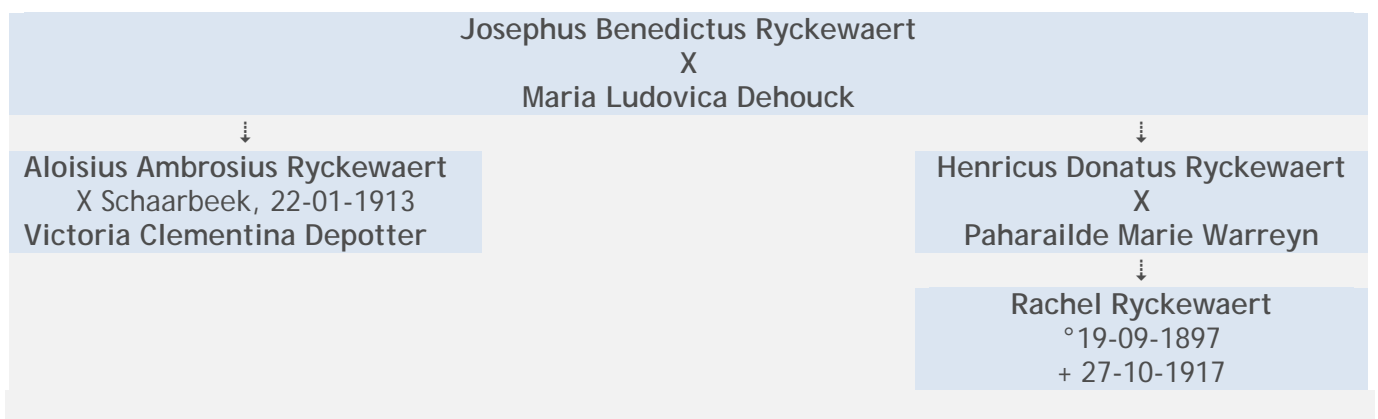 Josephus Benedictus Ryckewaert
X
Maria Ludovica Dehouck
Aloisius Ambrosius Ryckewaert
X Schaarbeek, 22-01-1913
Victoria Clementina Depotter
Henricus Donatus Ryckewaert
X
Paharailde Marie Warreyn
Rachel Ryckewaert
°19-09-1897
+ 27-10-1917